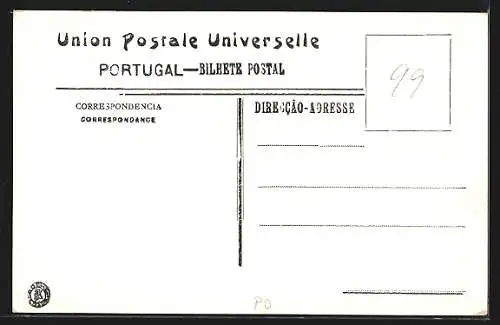 Union Postale Universelle
PORTUGAL—BILHETE POSTAL
99
CORRESPONDENCIA
CORRESPONDANCE
DIRECÇÃO-ADRESSE
PO